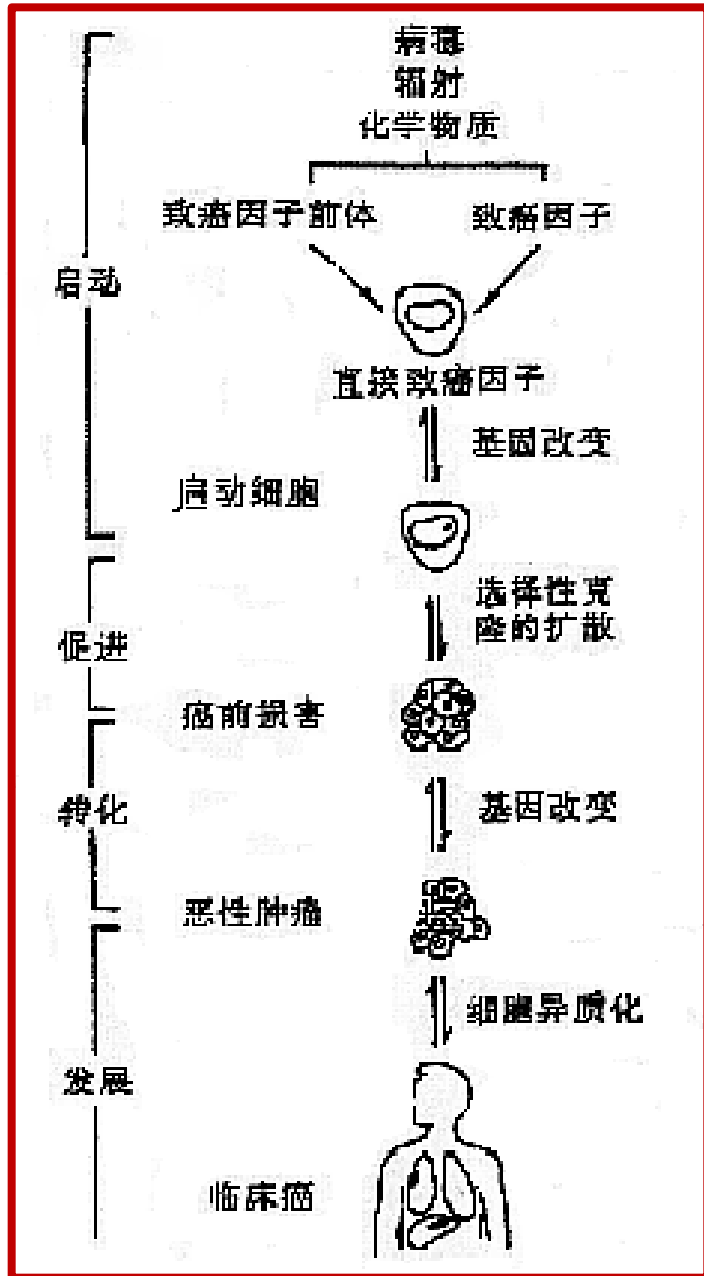 病毒
辐射
化学物质
致癌因子前体 致癌因子
启动
直接致癌因子
基因改变
启动细胞
选择性克
隆的扩散
促进
癌前损害
转化
基因改变
恶性肿瘤
细胞异质化
发展
临床癌